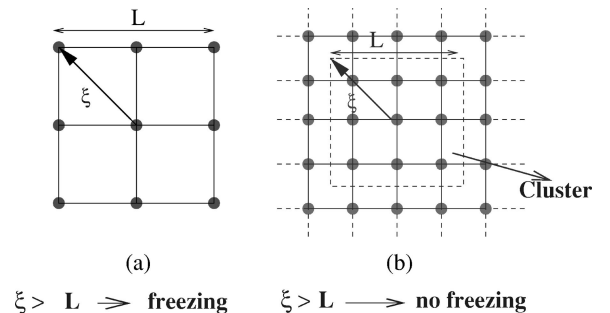 L
ξ
L
ξ
Cluster
(a)
(b)
ξ > L → freezing
ξ > L → no freezing